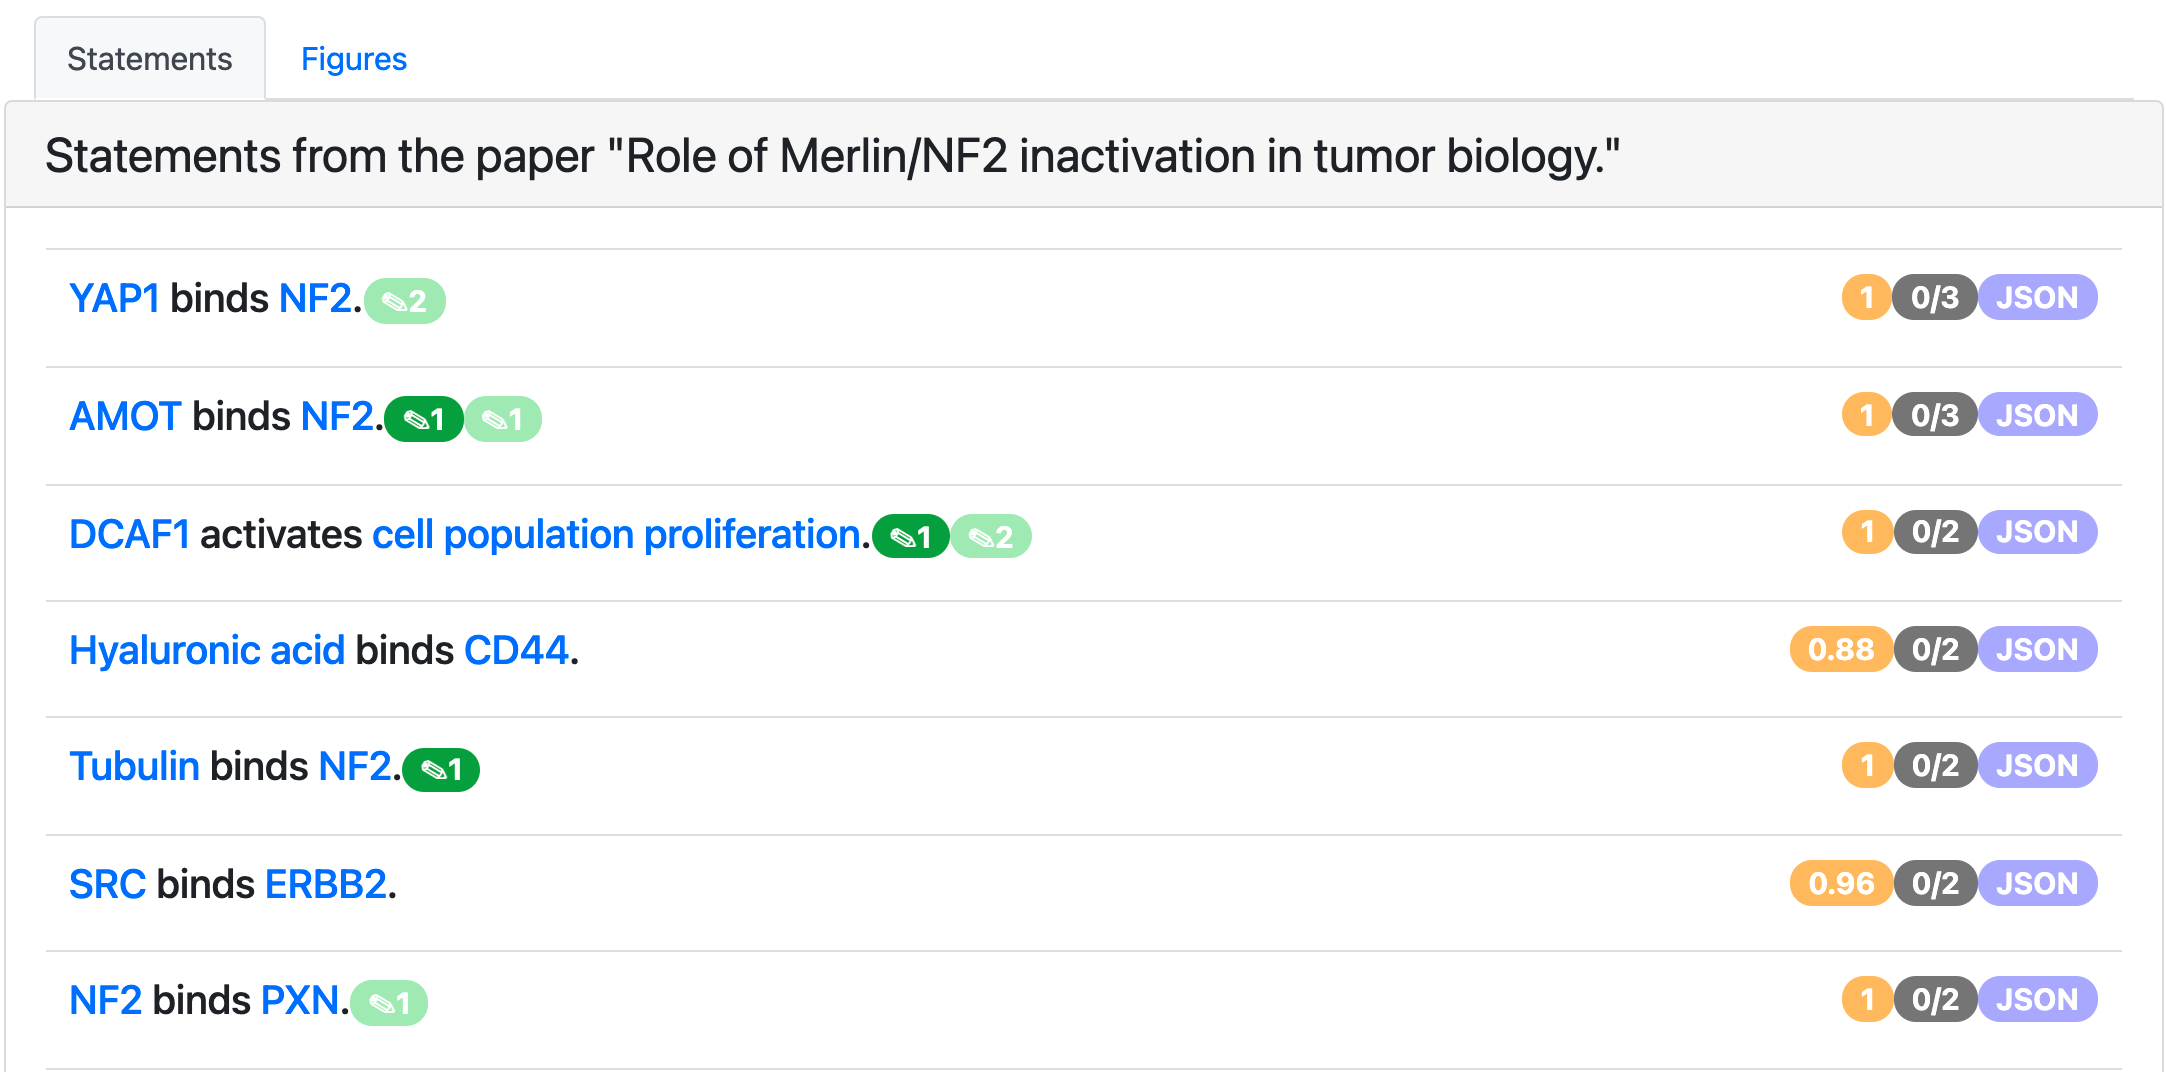 Statements Figures
Statements from the paper "Role of Merlin/NF2 inactivation in tumor biology."
YAP1 binds NF2. ✎2 1 0/3 JSON
AMOT binds NF2. ✎1 ✎1 1 0/3 JSON
DCAF1 activates cell population proliferation. ✎1 ✎2 1 0/2 JSON
Hyaluronic acid binds CD44. 0.88 0/2 JSON
Tubulin binds NF2. ✎1 1 0/2 JSON
SRC binds ERBB2. 0.96 0/2 JSON
NF2 binds PXN. ✎1 1 0/2 JSON